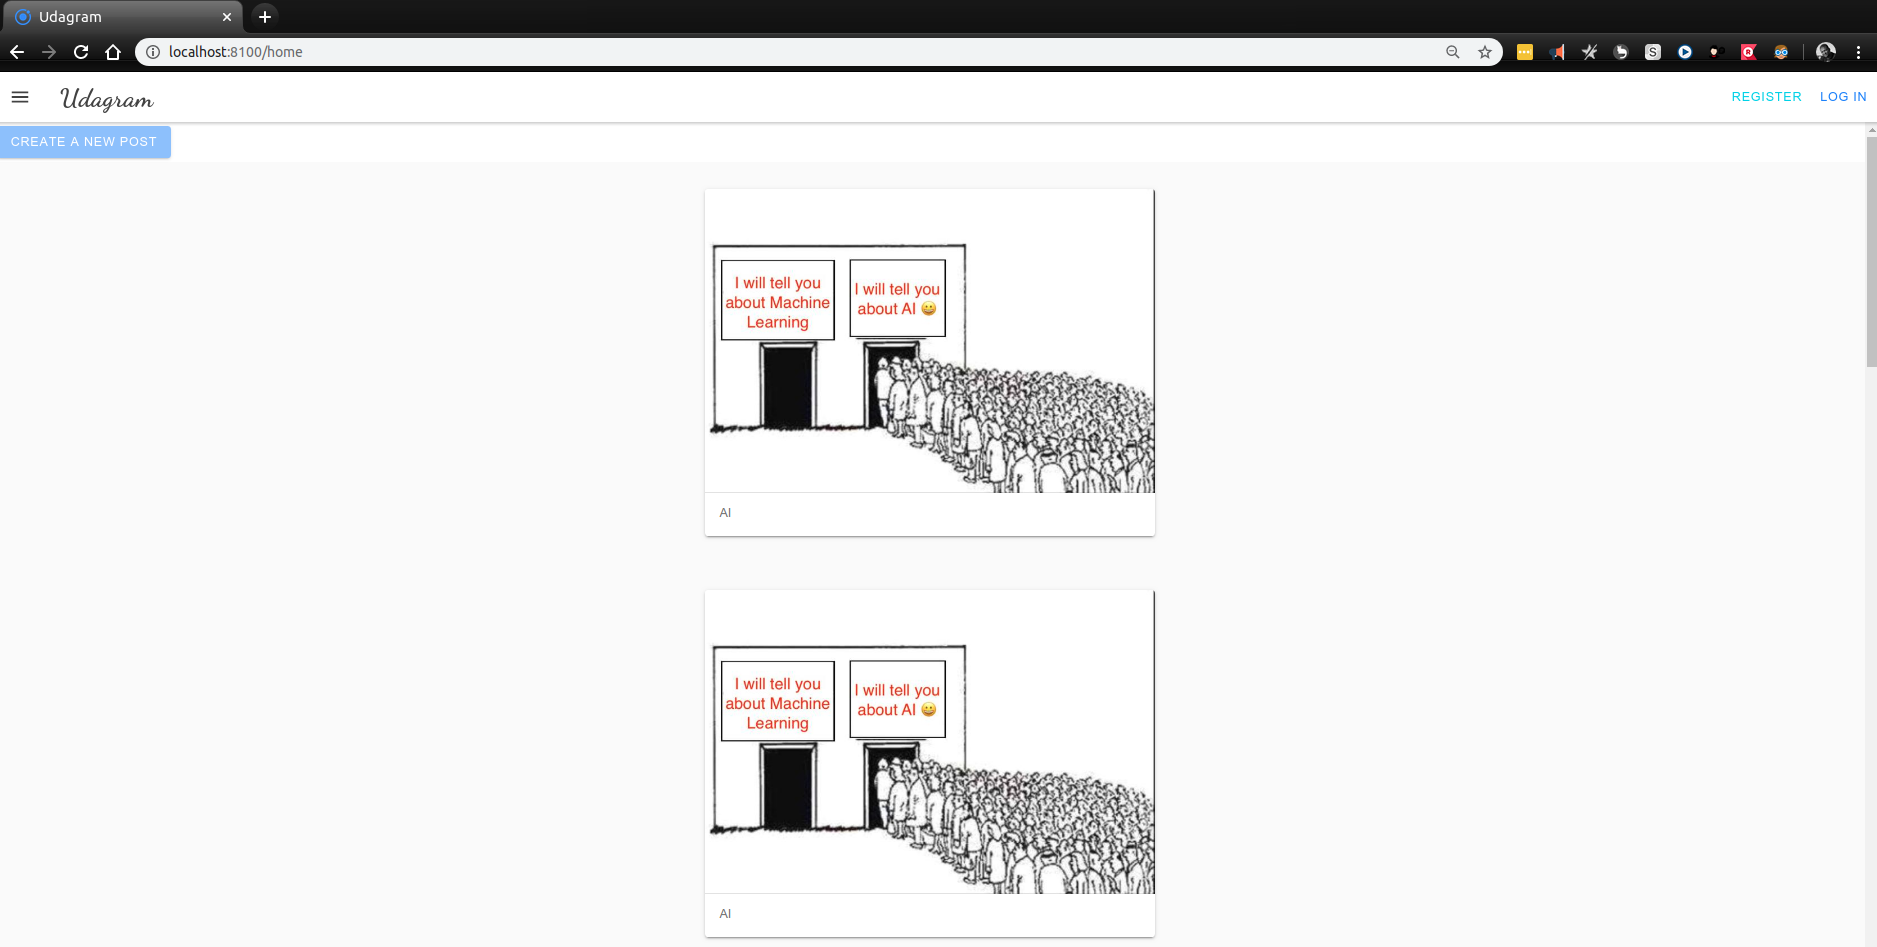 Udagram
localhost:8100/home
S
Udagram
REGISTER
LOG IN
CREATE A NEW POST
I will tell you
about Machine
Learning
I will tell you
about AI 😀
AI
I will tell you
about Machine
Learning
I will tell you
about AI 😀
AI